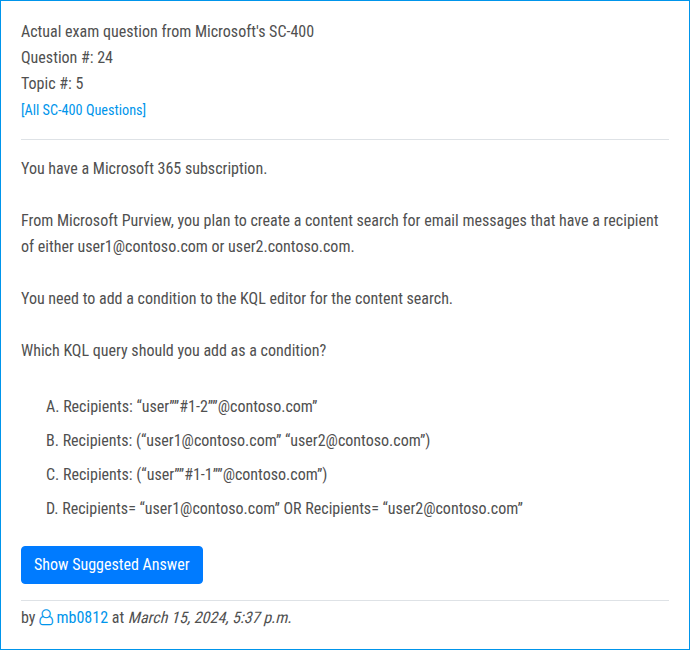 Actual exam question from Microsoft's SC-400
Question #: 24
Topic #: 5
[All SC-400 Questions]
You have a Microsoft 365 subscription.
From Microsoft Purview, you plan to create a content search for email messages that have a recipient
of either user1@contoso.com or user2.contoso.com.
You need to add a condition to the KQL editor for the content search.
Which KQL query should you add as a condition?
A. Recipients: “user””#1-2””@contoso.com”
B. Recipients: (“user1@contoso.com” “user2@contoso.com”)
C. Recipients: (“user””#1-1””@contoso.com”)
D. Recipients= “user1@contoso.com” OR Recipients= “user2@contoso.com”
Show Suggested Answer
by mb0812 at March 15, 2024, 5:37 p.m.